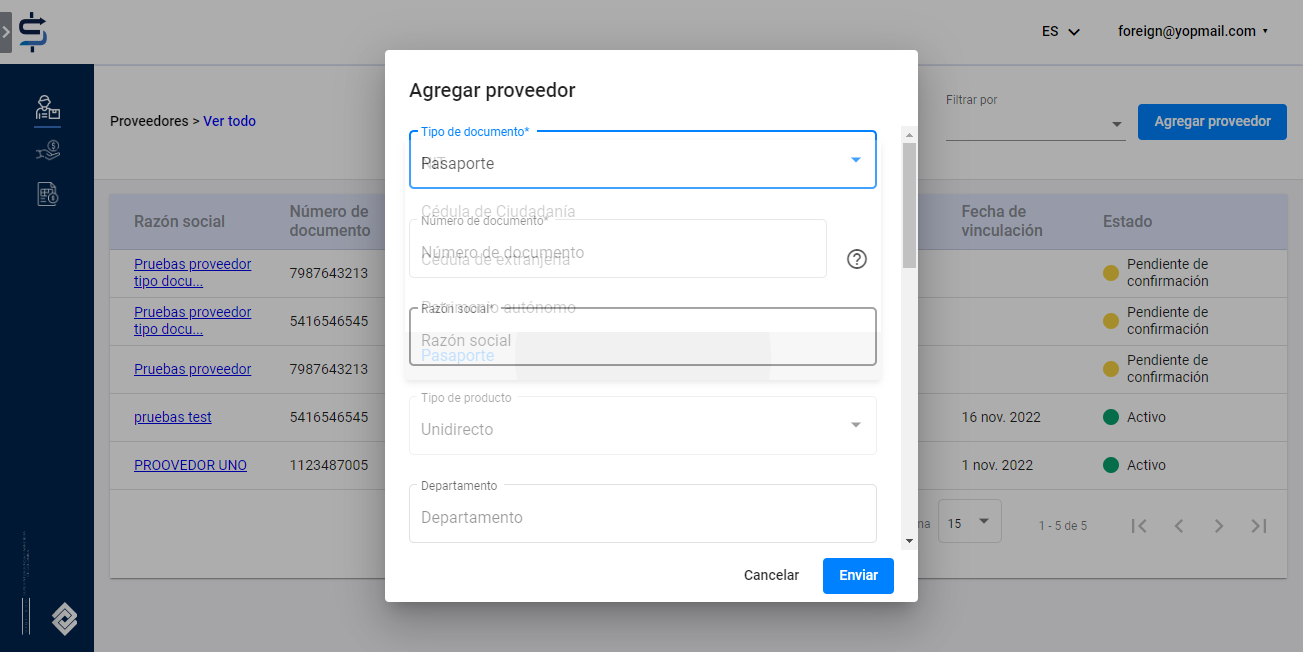 ES
foreign@yopmail.com
Agregar proveedor
Proveedores > Ver todo
Filtrar por
Agregar proveedor
Tipo de documento*
Pasaporte
NIT
Cédula de Ciudadanía
Número de documento*
Número de documento
Cédula de extranjería
Patrimonio autónomo
Razón social*
Razón social
Pasaporte
Tipo de producto
Unidirecto
Departamento
Departamento
Cancelar
Enviar
Razón social
Número de documento
Fecha de vinculación
Estado
Pruebas proveedor tipo docu...
7987643213
Pendiente de confirmación
Pruebas proveedor tipo docu...
5416546545
Pendiente de confirmación
Pruebas proveedor
7987643213
Pendiente de confirmación
pruebas test
5416546545
16 nov. 2022
Activo
PROOVEDOR UNO
1123487005
1 nov. 2022
Activo
15
1 - 5 de 5